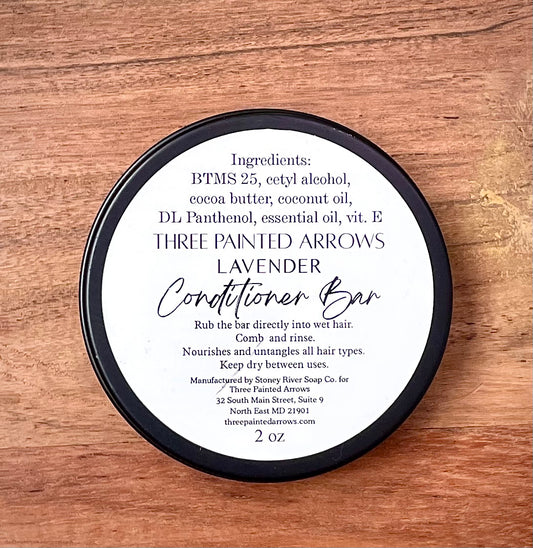 Ingredients:
BTMS 25, cetyl alcohol,
cocoa butter, coconut oil,
DL Panthenol, essential oil, vit. E
THREE PAINTED ARROWS
LAVENDER
Conditioner Bar
Rub the bar directly into wet hair.
Comb and rinse.
Nourishes and untangles all hair types.
Keep dry between uses.
Manufactured by Stoney River Soap Co. for
Three Painted Arrows
32 South Main Street, Suite 9
North East MD 21901
threepaintedarrows.com
2 oz